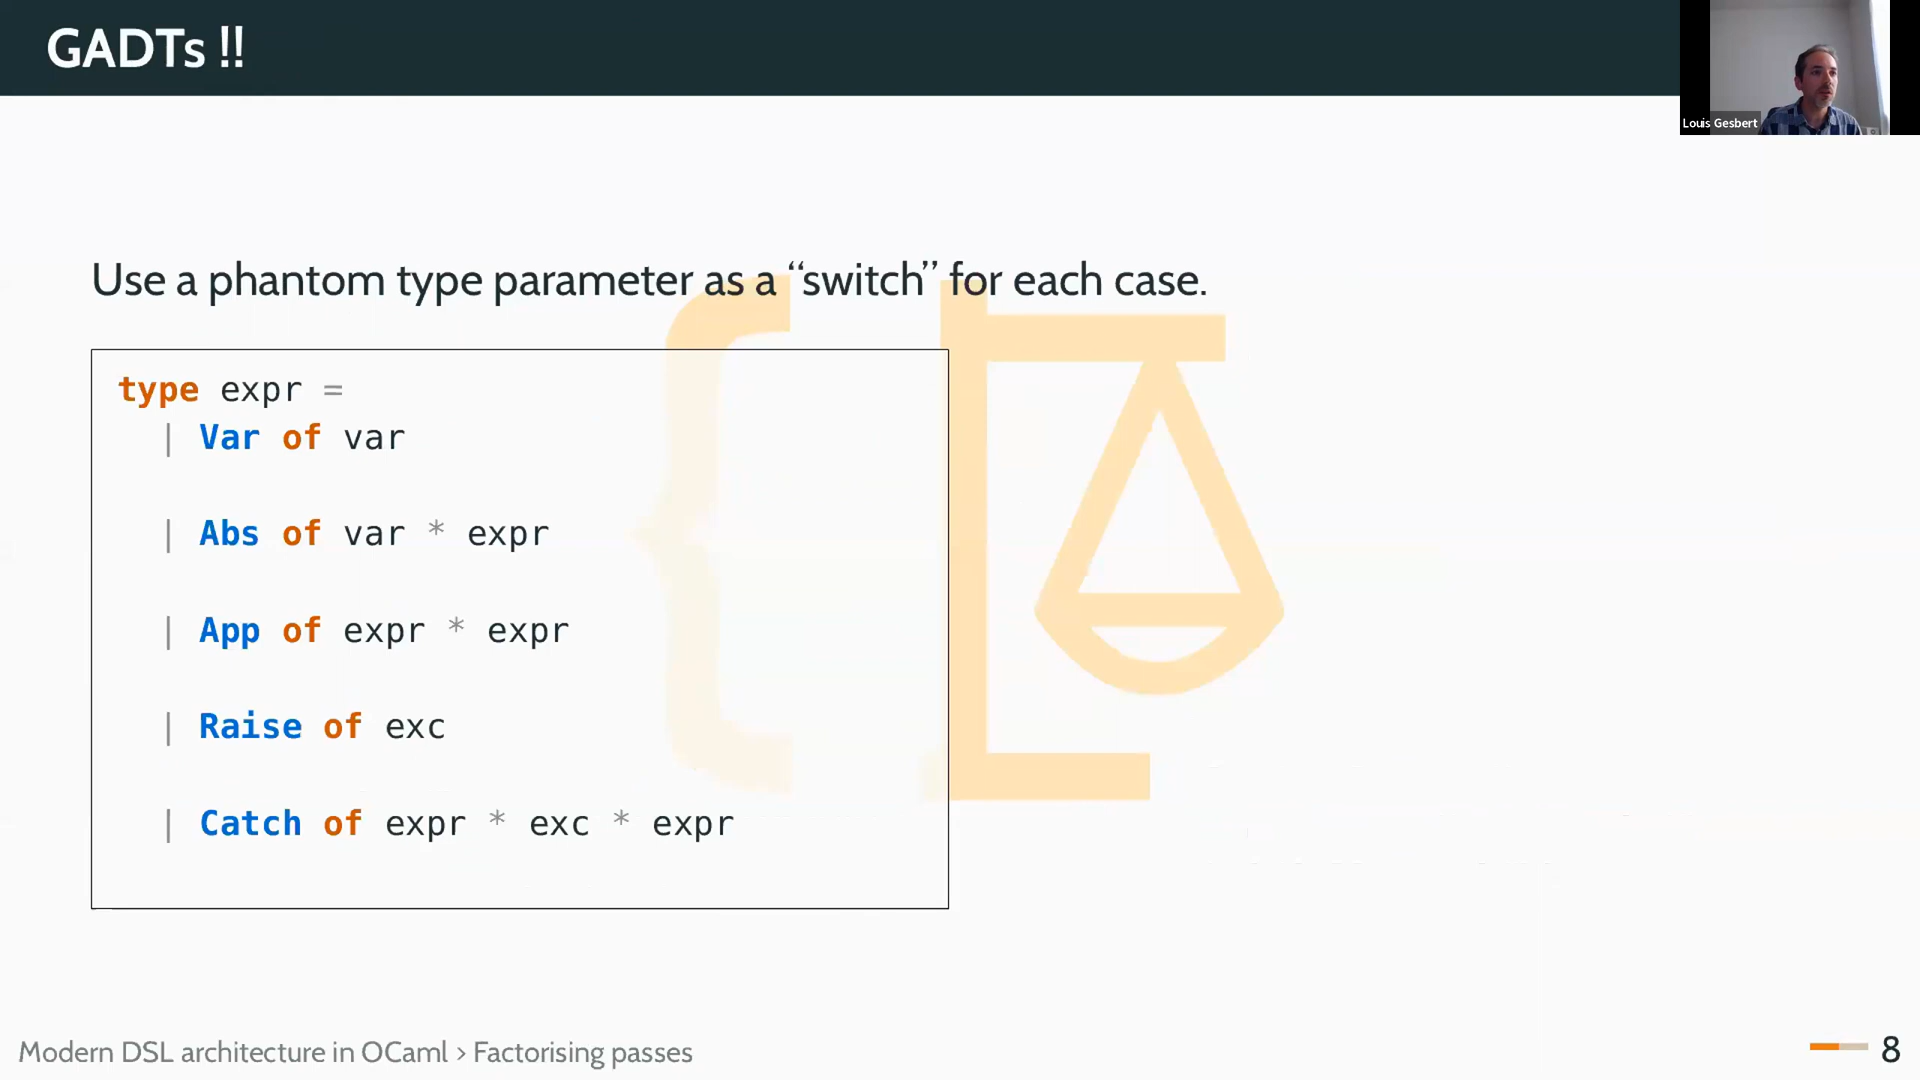 GADTs !!
Louis Gesbert
Use a phantom type parameter as a “switch” for each case.
type expr =
| Var of var
| Abs of var * expr
| App of expr * expr
| Raise of exc
| Catch of expr * exc * expr
Modern DSL architecture in OCaml › Factorising passes
8